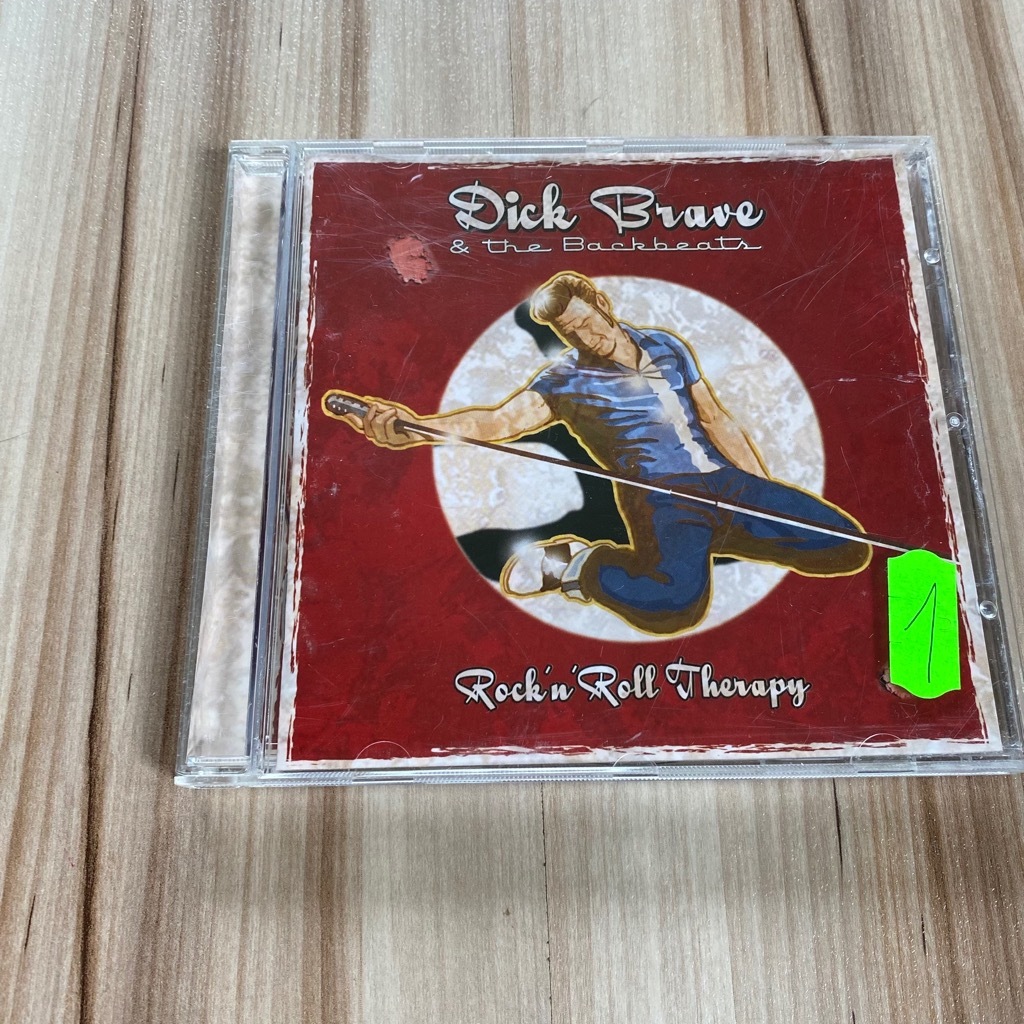 Dick Brave
& the Backbeats
1
Rock'n'Roll Therapy